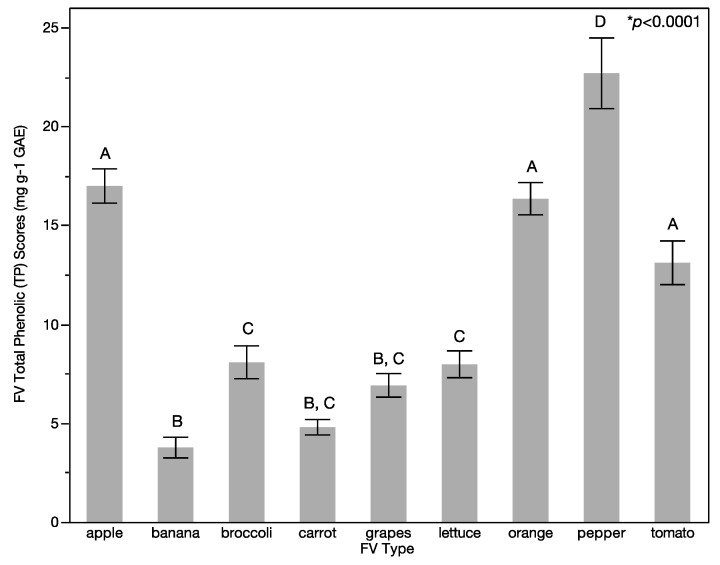 *p<0.0001
FV Total Phenolic (TP) Scores (mg g-1 GAE)
25
20
15
10
5
0
A
B
C
B, C
B, C
C
A
D
A
apple banana broccoli carrot grapes lettuce orange pepper tomato
FV Type